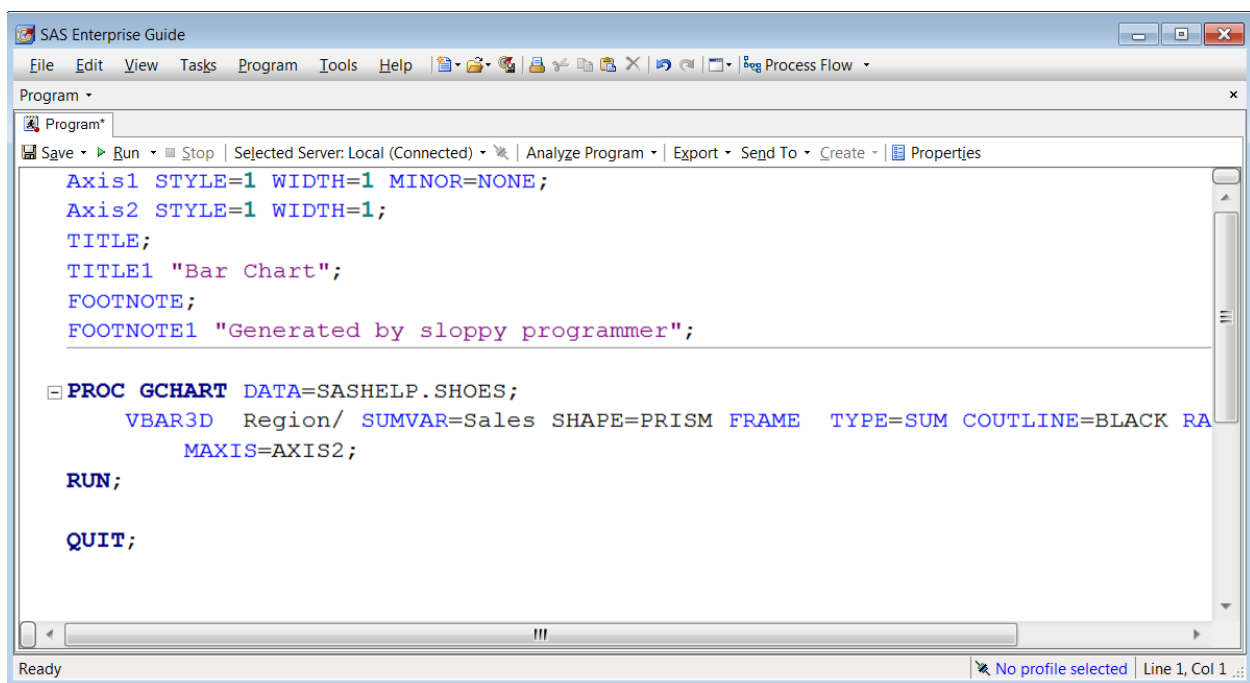 SAS Enterprise Guide
File Edit View Tasks Program Tools Help Process Flow
Program
Program*
Save Run Stop Selected Server: Local (Connected) Analyze Program Export Send To Create Properties
Axis1 STYLE=1 WIDTH=1 MINOR=NONE;
Axis2 STYLE=1 WIDTH=1;
TITLE;
TITLE1 "Bar Chart";
FOOTNOTE;
FOOTNOTE1 "Generated by sloppy programmer";
PROC GCHART DATA=SASHELP.SHOES;
VBAR3D Region/ SUMVAR=Sales SHAPE=PRISM FRAME TYPE=SUM COUTLINE=BLACK RA
MAXIS=AXIS2;
RUN;
QUIT;
Ready No profile selected Line 1, Col 1